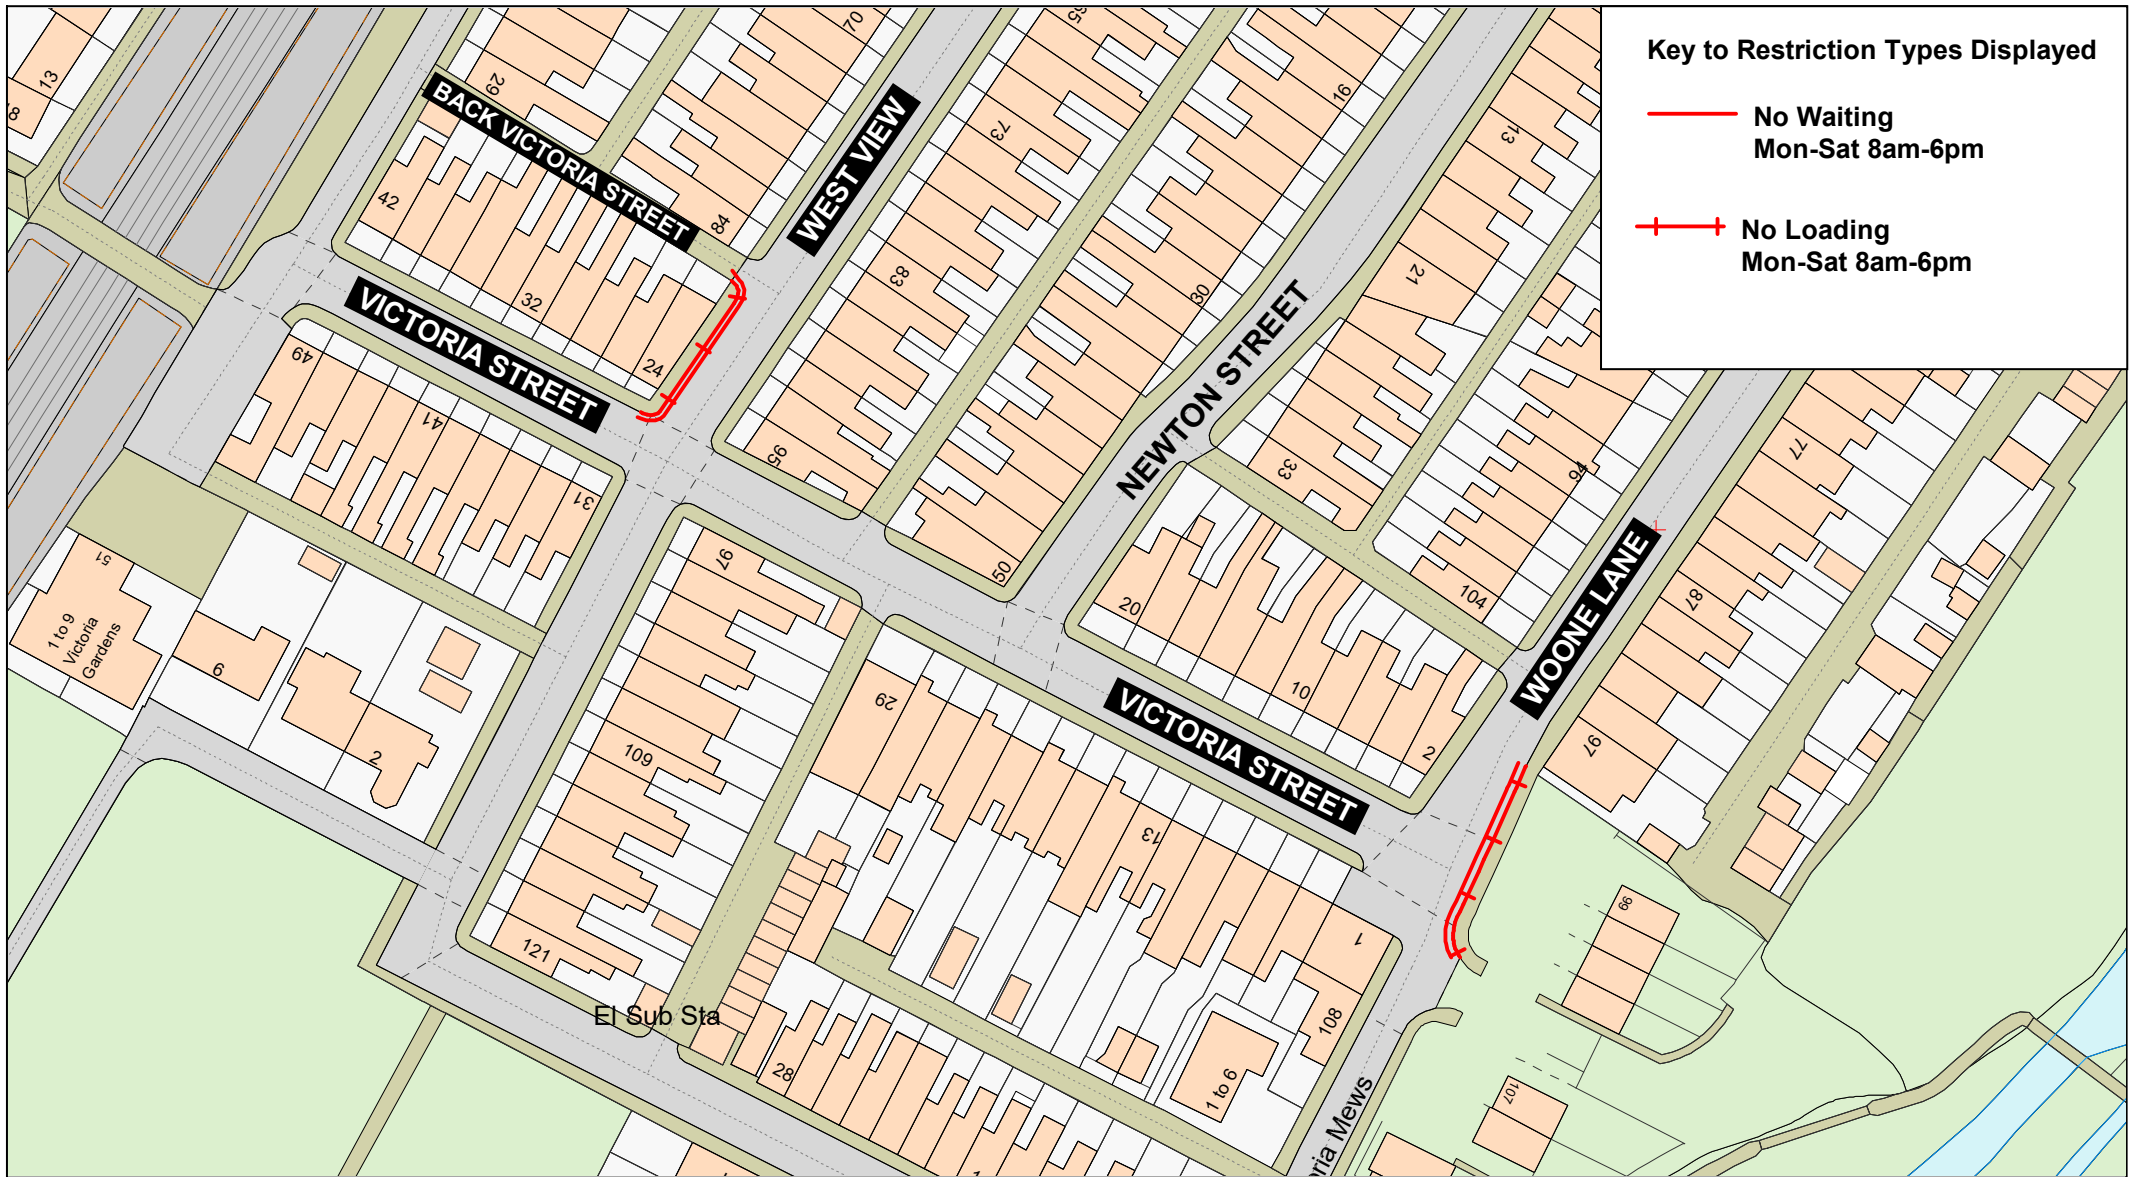 Key to Restriction Types Displayed
No Waiting
Mon-Sat 8am-6pm
No Loading
Mon-Sat 8am-6pm
13
29
70
65
16
13
BACK VICTORIA STREET
WEST VIEW
73
42
84
83
21
30
32
VICTORIA STREET
NEWTON STREET
49
24
41
95
33
94
77
31
50
20
104
87
WOONE LANE
51
1 to 9
Victoria
Gardens
9
2
97
29
10
2
VICTORIA STREET
97
109
13
1
99
121
El Sub Sta
28
108
1 to 6
107
ria Mews